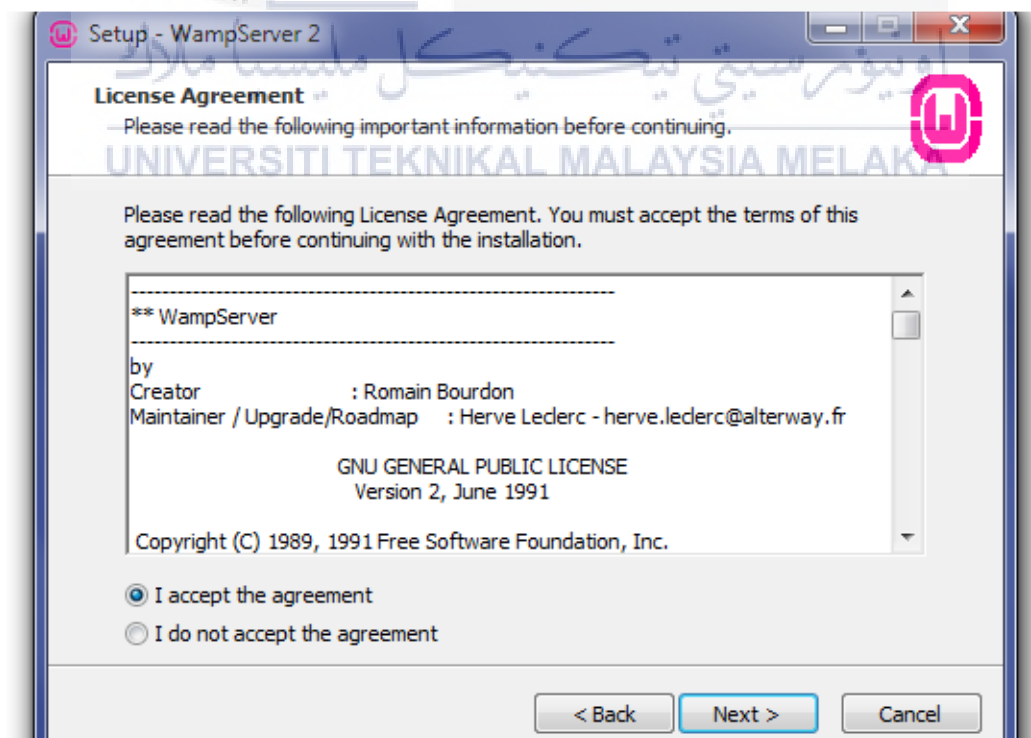 Setup - WampServer 2
اونيۏرسيتي تيكنيكل مليسيا ملاك
License Agreement
Please read the following important information before continuing.
UNIVERSITI TEKNIKAL MALAYSIA MELAKA
Please read the following License Agreement. You must accept the terms of this
agreement before continuing with the installation.
----------------------------------------------------------------
** WampServer
----------------------------------------------------------------
by
Creator : Romain Bourdon
Maintainer / Upgrade/Roadmap : Herve Leclerc - herve.leclerc@alterway.fr
GNU GENERAL PUBLIC LICENSE
Version 2, June 1991
Copyright (C) 1989, 1991 Free Software Foundation, Inc.
I accept the agreement
I do not accept the agreement
< Back Next > Cancel